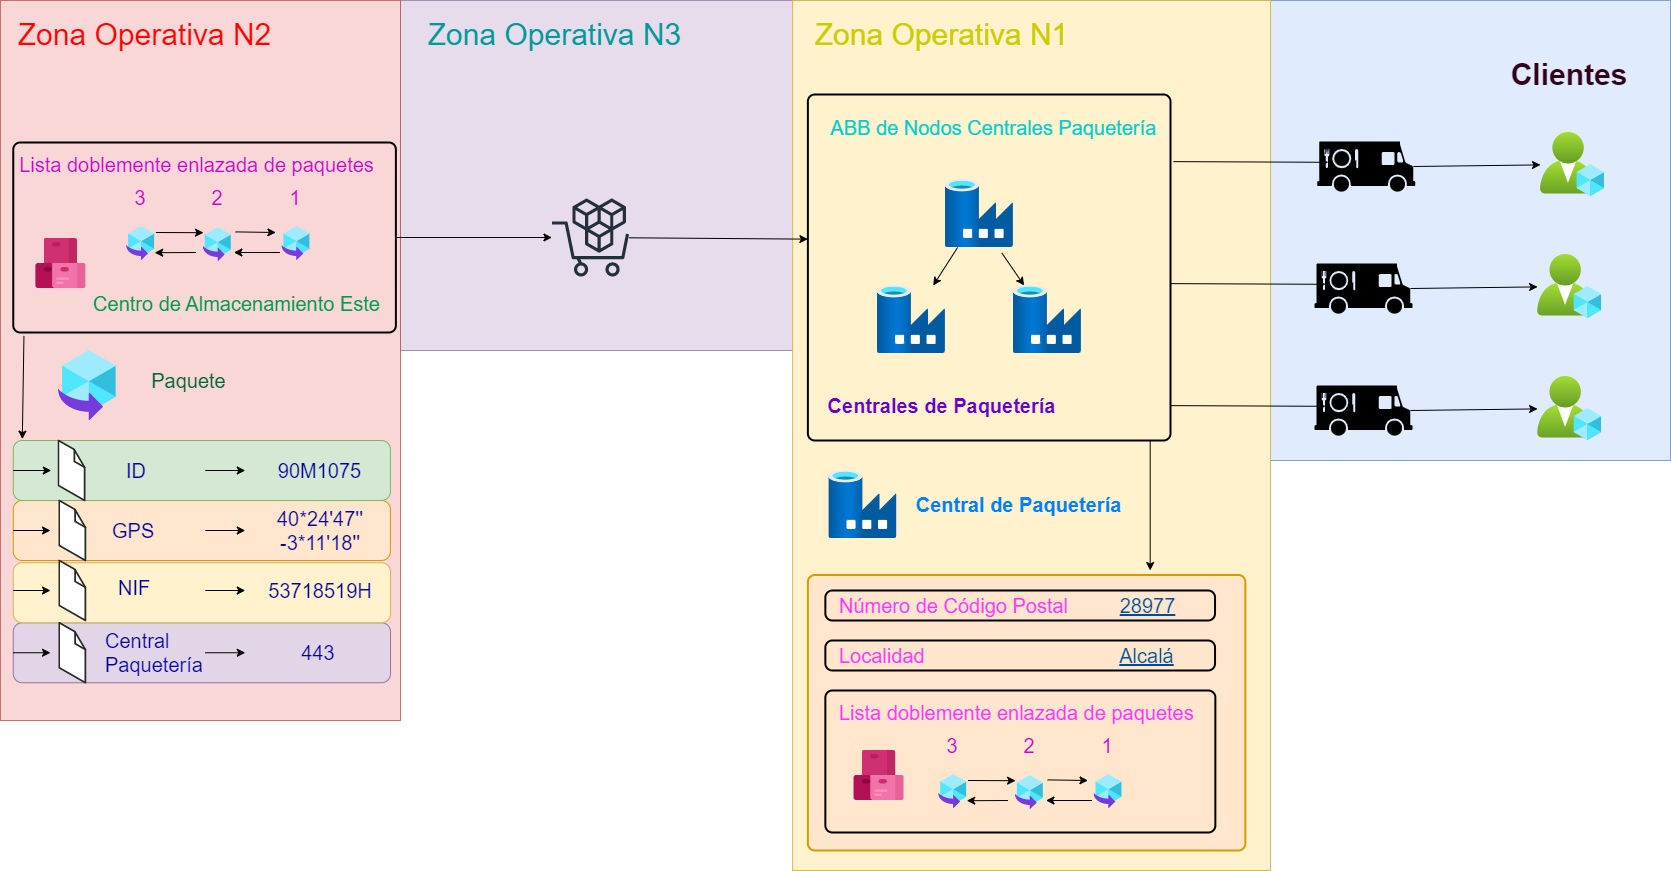 Zona Operativa N2
Lista doblemente enlazada de paquetes
3 2 1
Centro de Almacenamiento Este
Paquete
ID 90M1075
GPS 40*24'47"
-3*11'18"
NIF 53718519H
Central
Paquetería 443
Zona Operativa N3
Zona Operativa N1
ABB de Nodos Centrales Paquetería
Centrales de Paquetería
Central de Paquetería
Número de Código Postal 28977
Localidad Alcalá
Lista doblemente enlazada de paquetes
3 2 1
Clientes